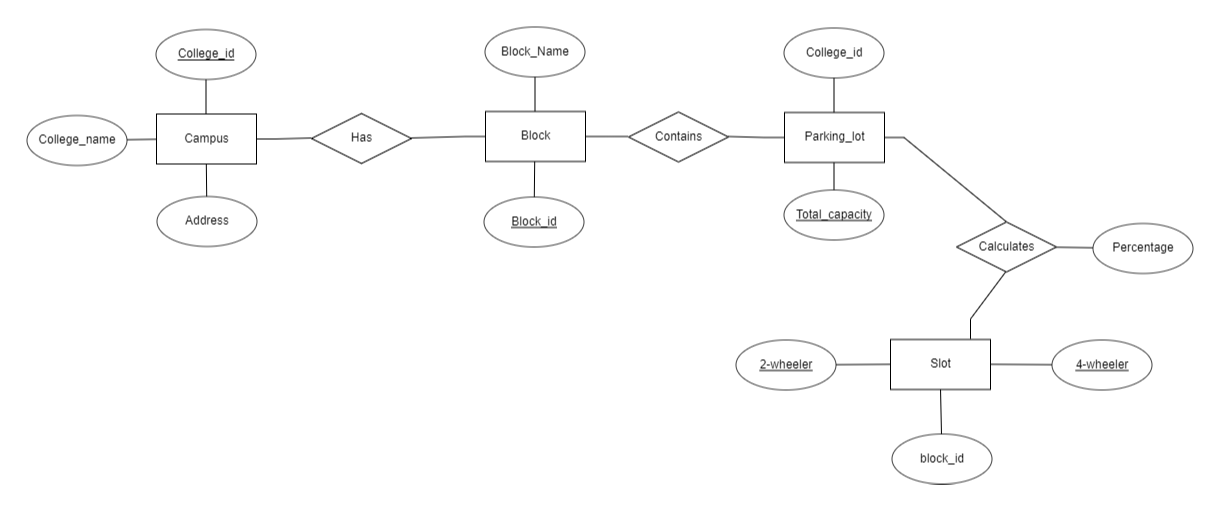 College_id
Block_Name
College_id
College_name
Campus
Has
Block
Contains
Parking_lot
Address
Block_id
Total_capacity
Calculates
Percentage
2-wheeler
Slot
4-wheeler
block_id